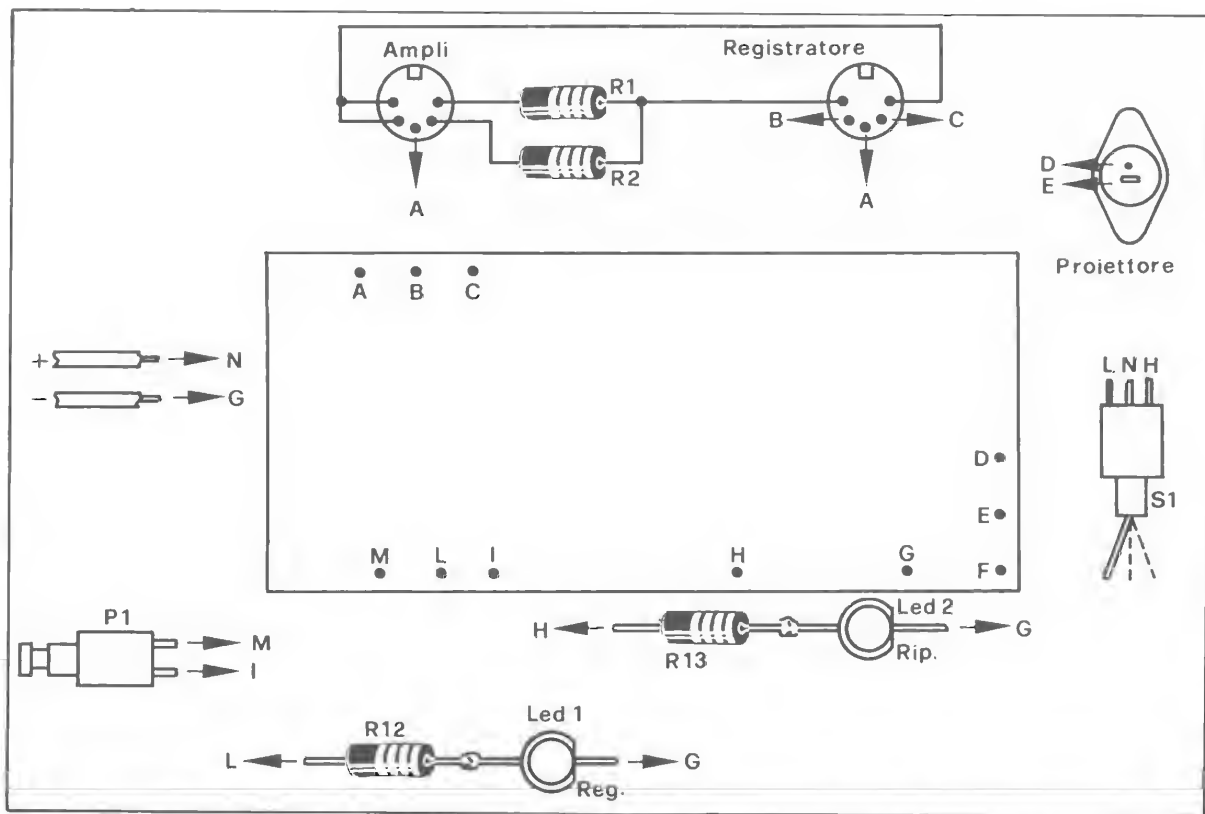 Ampli
Registratore
R1
R2
B
C
A
A
D
E
Proiettore
A B C
+ N
- G
L N H
S1
D
E
F
M L I H G
P1
M
I
H
R13
Led 2
Rip.
G
L
R12
Led 1
Reg.
G